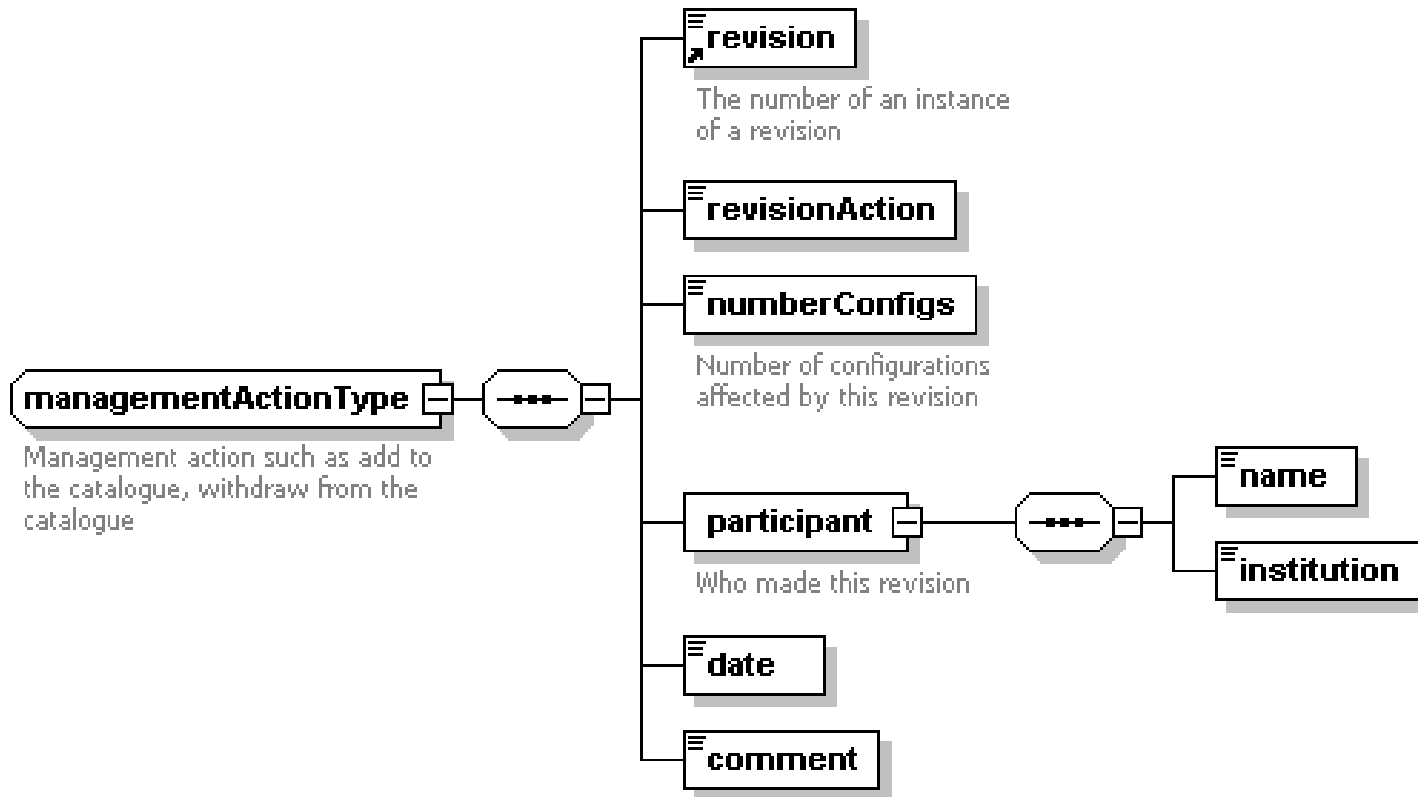 revision
The number of an instance
of a revision
revisionAction
numberConfigs
Number of configurations
affected by this revision
managementActionType
Management action such as add to
the catalogue, withdraw from the
catalogue
participant
Who made this revision
name
institution
date
comment